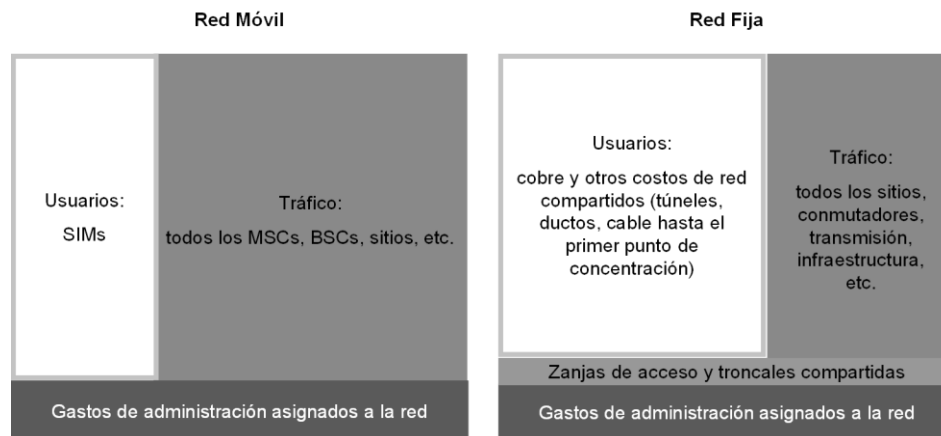 Red Móvil
Usuarios:
SIMs
Tráfico:
todos los MSCs, BSCs, sitios, etc.
Gastos de administración asignados a la red
Red Fija
Usuarios:
cobre y otros costos de red
compartidos (túneles,
ductos, cable hasta el
primer punto de
concentración)
Tráfico:
todos los sitios,
conmutadores,
transmisión,
infraestructura,
etc.
Zanjas de acceso y troncales compartidas
Gastos de administración asignados a la red